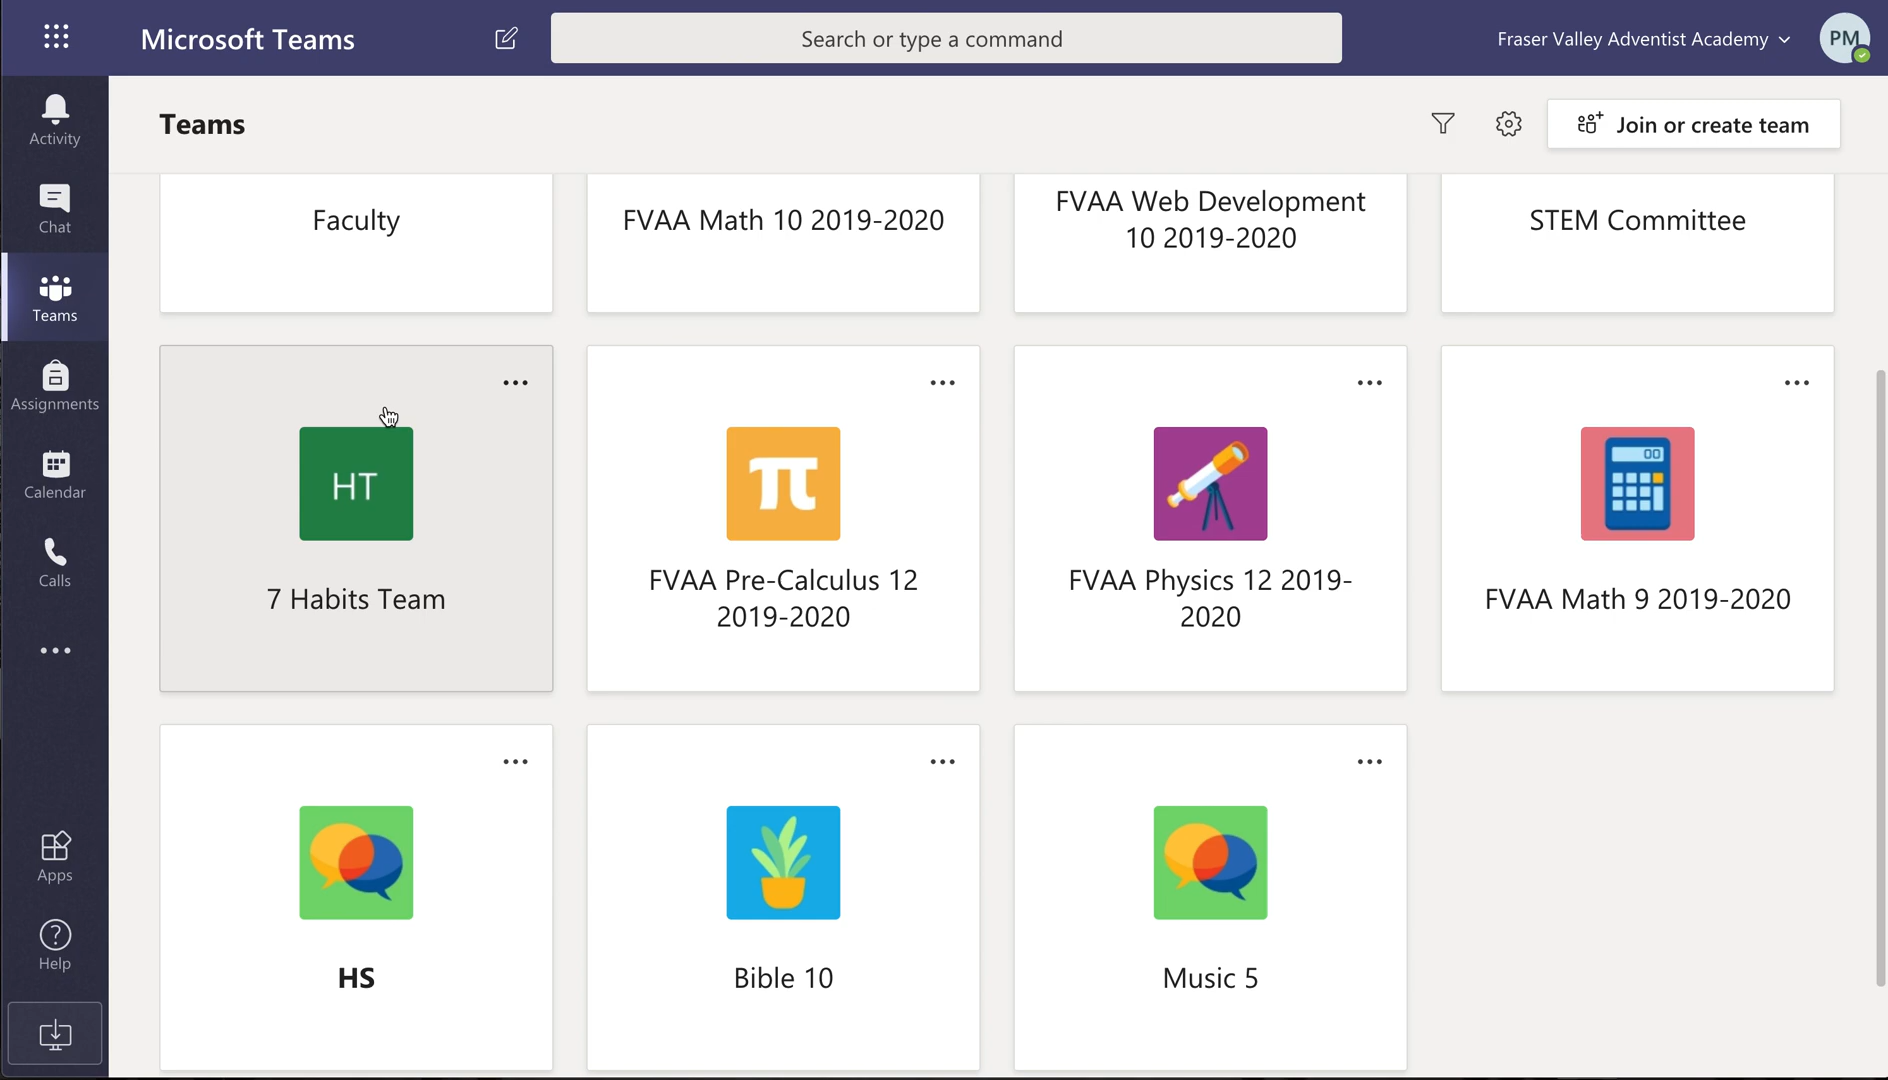 Microsoft Teams
Search or type a command
Fraser Valley Adventist Academy
PM
Activity
Chat
Teams
Assignments
Calendar
Calls
Apps
Help
Teams
Join or create team
Faculty
FVAA Math 10 2019-2020
FVAA Web Development
10 2019-2020
STEM Committee
HT
7 Habits Team
π
FVAA Pre-Calculus 12
2019-2020
FVAA Physics 12 2019-
2020
00
FVAA Math 9 2019-2020
HS
Bible 10
Music 5